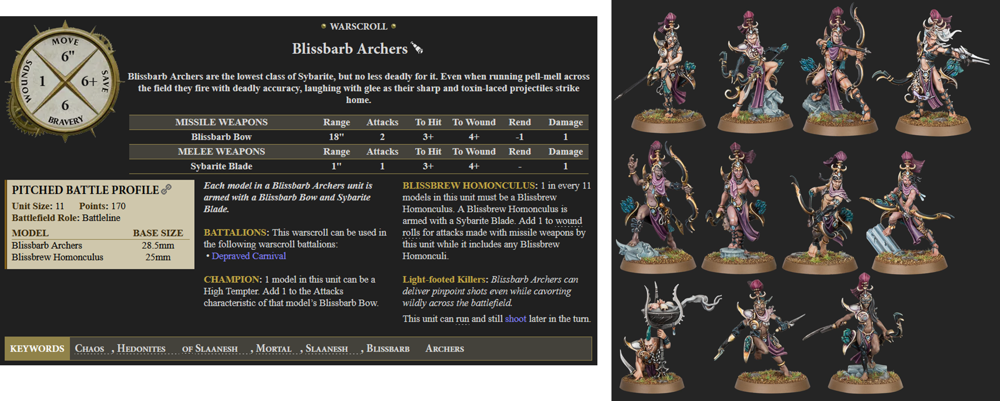 WARSCROLL
Blissbarb Archers
MOVE
6"
WOUNDS
1
6+
SAVE
6
BRAVERY
Blissbarb Archers are the lowest class of Sybarite, but no less deadly for it. Even when running pell-mell across
the field they fire with deadly accuracy, laughing with glee as their sharp and toxin-laced projectiles strike
home.
MISSILE WEAPONS Range Attacks To Hit To Wound Rend Damage
Blissbarb Bow 18" 2 3+ 4+ -1 1
MELEE WEAPONS Range Attacks To Hit To Wound Rend Damage
Sybarite Blade 1" 1 3+ 4+ - 1
PITCHED BATTLE PROFILE
Unit Size: 11 Points: 170
Battlefield Role: Battleline
MODEL BASE SIZE
Blissbarb Archers 28.5mm
Blissbrew Homonculus 25mm
Each model in a Blissbarb Archers unit is
armed with a Blissbarb Bow and Sybarite
Blade.
BATTALIONS: This warscroll can be used in
the following warscroll battalions:
• Depraved Carnival
CHAMPION: 1 model in this unit can be a
High Tempter. Add 1 to the Attacks
characteristic of that model's Blissbarb Bow.
BLISSBREW HOMONCULUS: 1 in every 11
models in this unit must be a Blissbrew
Homonculus. A Blissbrew Homonculus is
armed with a Sybarite Blade. Add 1 to wound
rolls for attacks made with missile weapons by
this unit while it includes any Blissbrew
Homonculi.
Light-footed Killers: Blissbarb Archers can
deliver pinpoint shots even while cavorting
wildly across the battlefield.
This unit can run and still shoot later in the turn.
KEYWORDS Chaos, Hedonites of Slaanesh, Mortal, Slaanesh, Blissbarb Archers